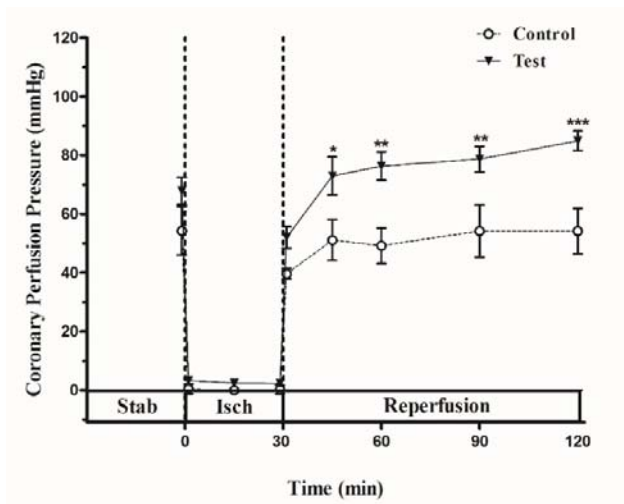 120
Control
Test
100
***
**
**
*
80
60
40
20
0
Coronary Perfusion Pressure (mmHg)
Stab Isch Reperfusion
0 30 60 90 120
Time (min)